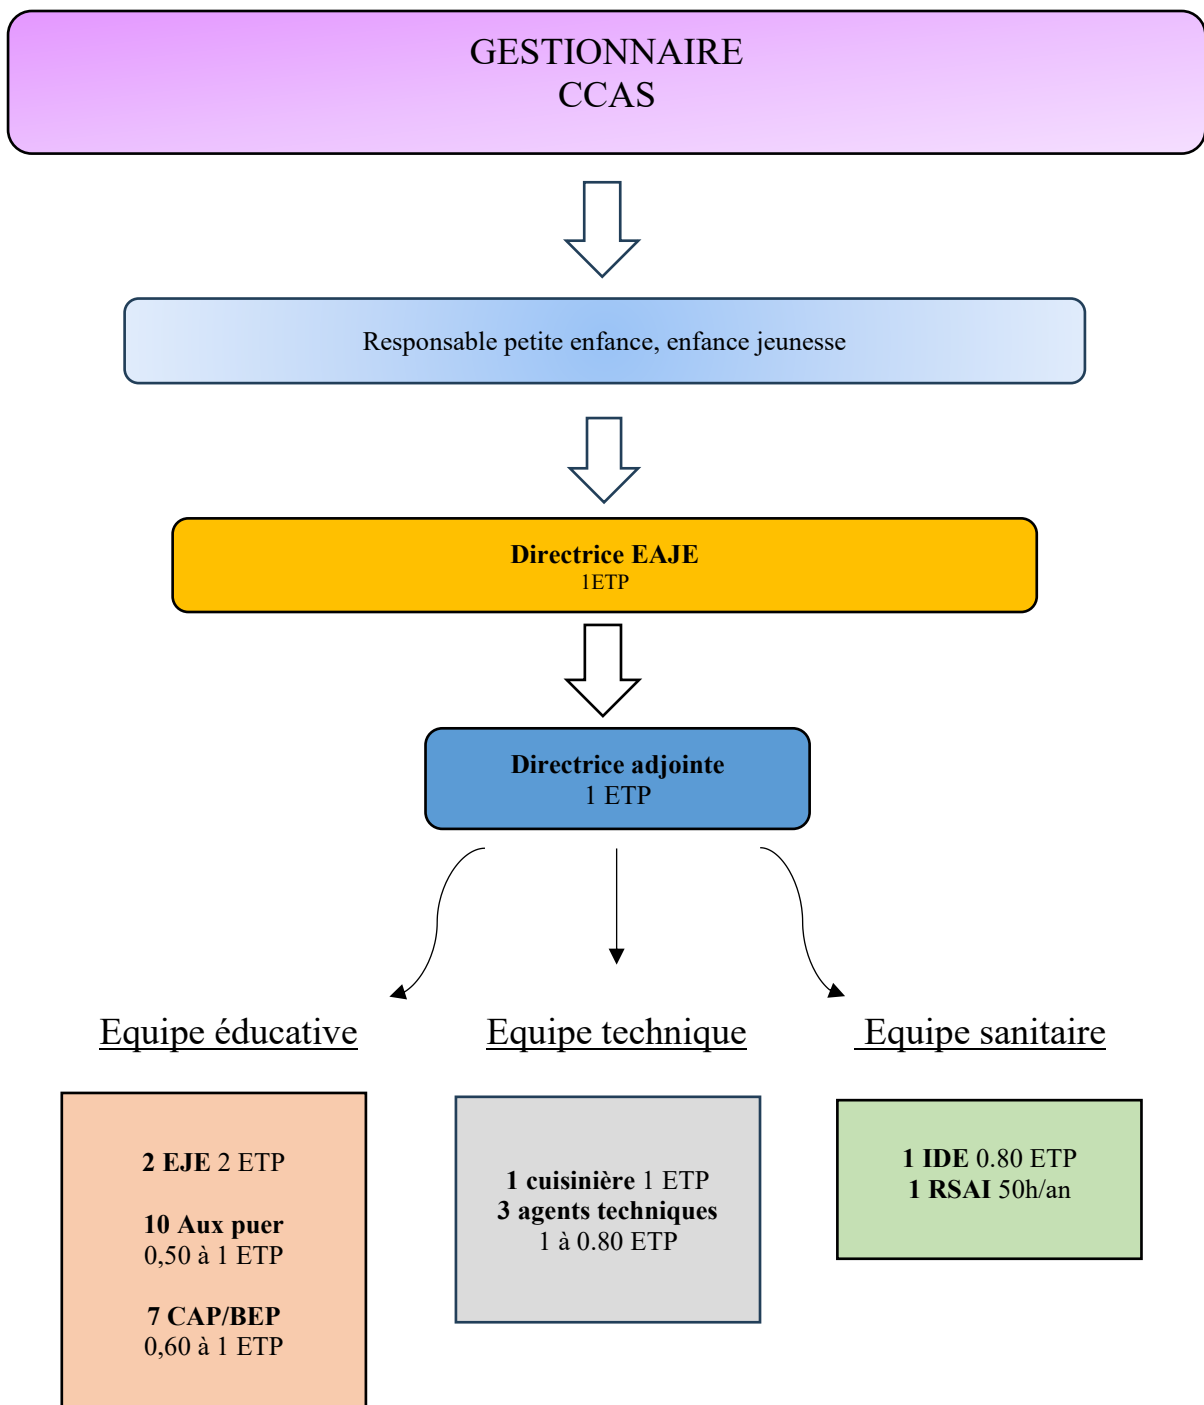 GESTIONNAIRE
CCAS
Responsable petite enfance, enfance jeunesse
Directrice EAJE
1ETP
Directrice adjointe
1 ETP
Equipe éducative
2 EJE 2 ETP
10 Aux puer
0,50 à 1 ETP
7 CAP/BEP
0,60 à 1 ETP
Equipe technique
1 cuisinière 1 ETP
3 agents techniques
1 à 0.80 ETP
Equipe sanitaire
1 IDE 0.80 ETP
1 RSAI 50h/an